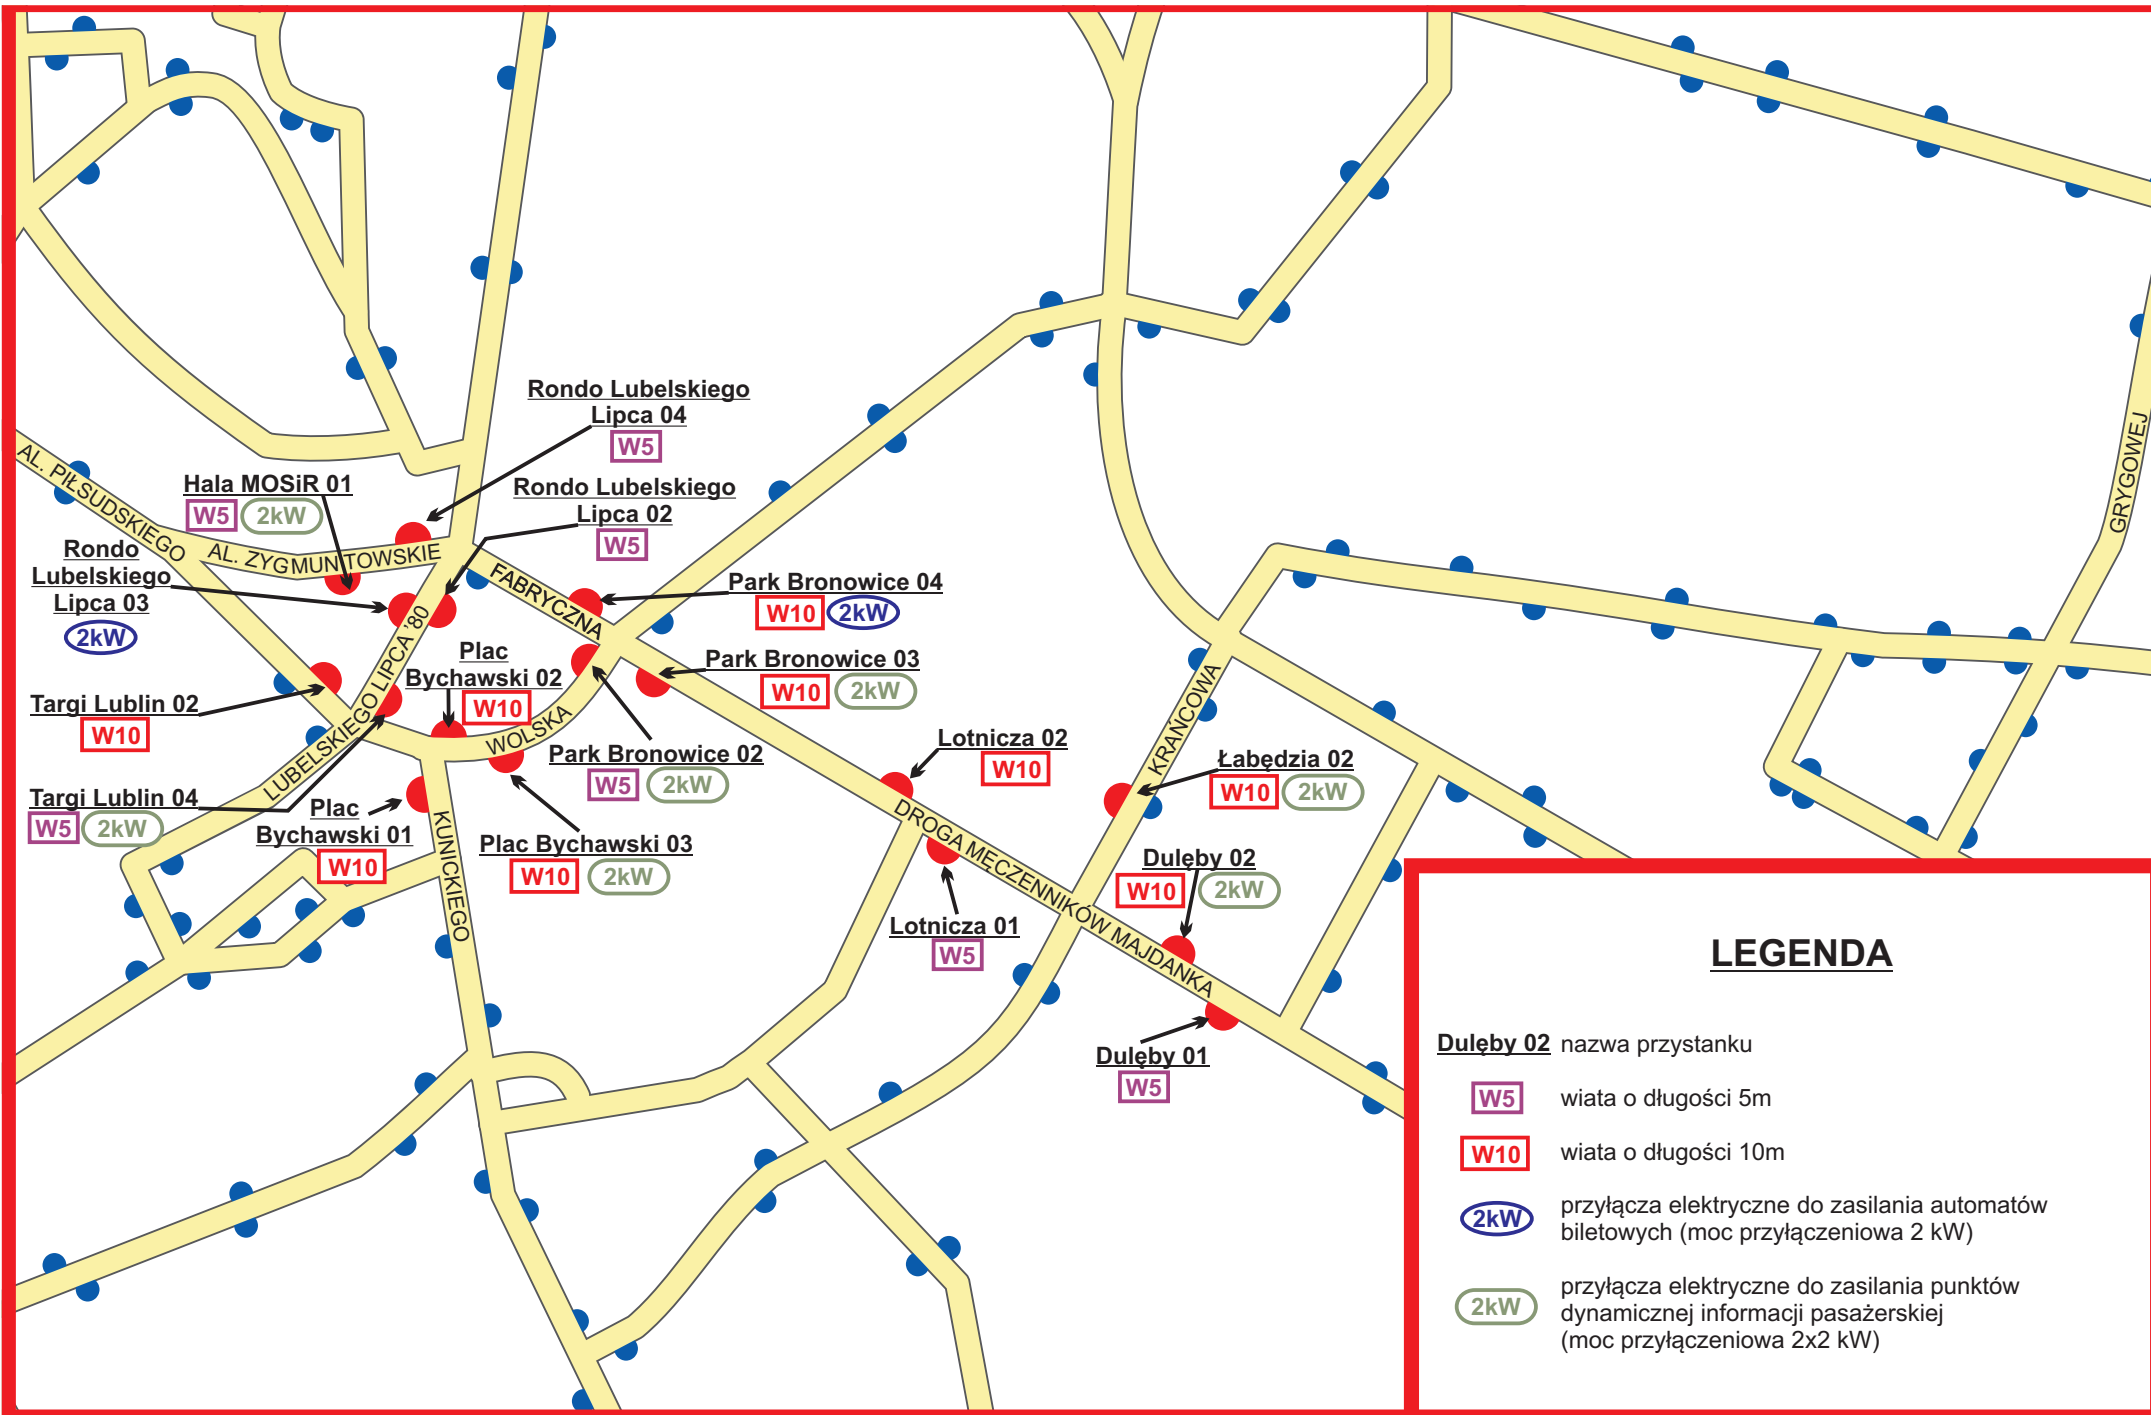 Rondo Lubelskiego
Lipca 04
W5
Hala MOSiR 01
W5 2kW
Rondo Lubelskiego
Lipca 02
W5
AL. PIŁSUDSKIEGO
AL. ZYGMUNTOWSKIE
Rondo
Lubelskiego
Lipca 03
2kW
FABRYCZNA
Park Bronowice 04
W10 2kW
GRYGOWEJ
LUBELSKIEGO LIPCA '80
Plac
Bychawski 02
W10
Park Bronowice 03
W10 2kW
Targi Lublin 02
W10
WOLSKA
Park Bronowice 02
W5 2kW
KRAŃCOWA
Lotnicza 02
W10
Łabędzia 02
W10 2kW
Targi Lublin 04
W5 2kW
Plac
Bychawski 01
W10
KUNICKIEGO
Plac Bychawski 03
W10 2kW
DROGA MĘCZENNIKÓW MAJDANKA
Dulęby 02
W10 2kW
Lotnicza 01
W5
Dulęby 01
W5
LEGENDA
Dulęby 02 nazwa przystanku
W5 wiata o długości 5m
W10 wiata o długości 10m
2kW przyłącza elektryczne do zasilania automatów
biletowych (moc przyłączeniowa 2 kW)
2kW przyłącza elektryczne do zasilania punktów
dynamicznej informacji pasażerskiej
(moc przyłączeniowa 2x2 kW)